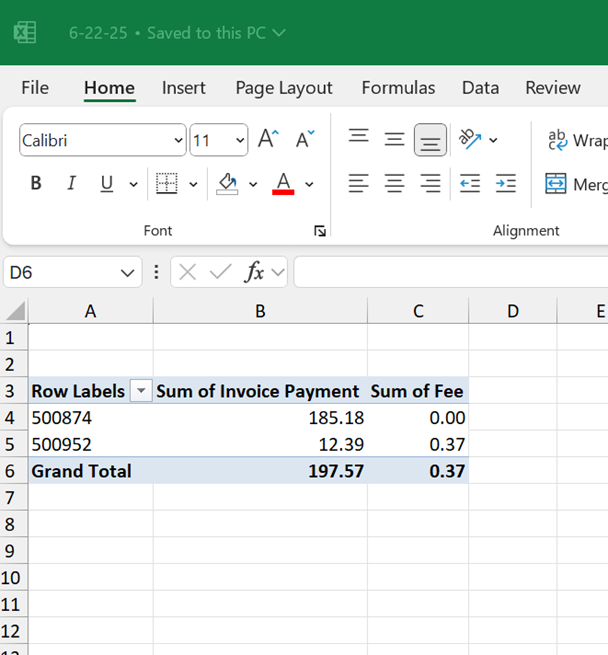 6-22-25 • Saved to this PC
File Home Insert Page Layout Formulas Data Review
Calibri 11 A A ab Wrap
B I U A Merg
Font Alignment
D6 fx
A B C D E
1
2
3 Row Labels Sum of Invoice Payment Sum of Fee
4 500874 185.18 0.00
5 500952 12.39 0.37
6 Grand Total 197.57 0.37
7
8
9
10
11
12